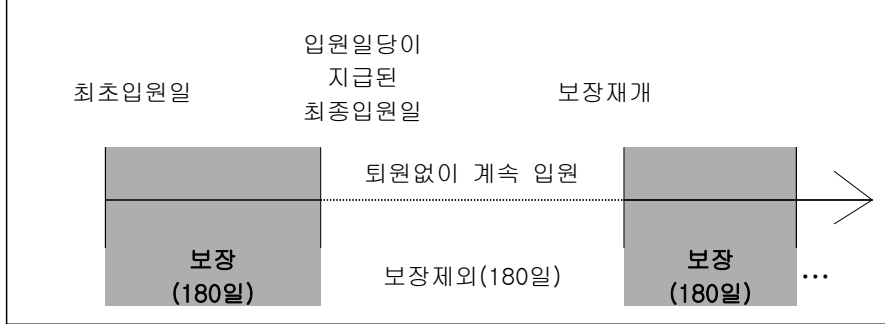 최초입원일
입원일당이
지급된
최종입원일
보장재개
퇴원없이 계속 입원
보장
(180일)
보장제외(180일)
보장
(180일)
…